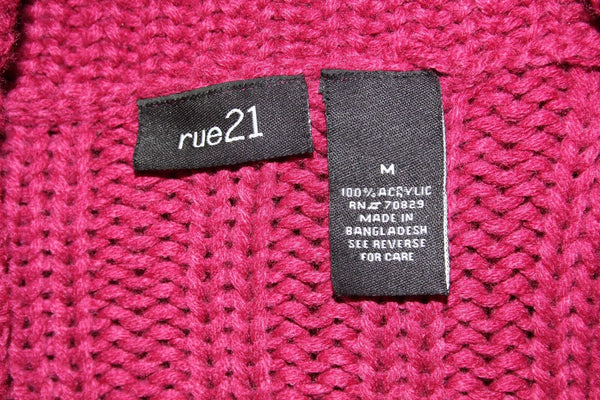 rue21
M
100% ACRYLIC
RN# 70829
MADE IN
BANGLADESH
SEE REVERSE
FOR CARE